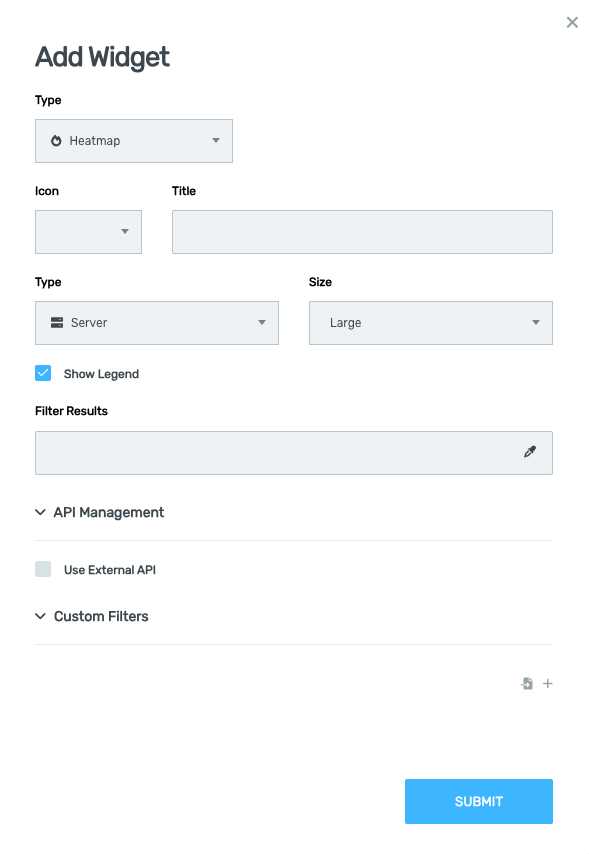 Add Widget
Type
Heatmap
Icon Title
Type Size
Server Large
Show Legend
Filter Results
API Management
Use External API
Custom Filters
SUBMIT